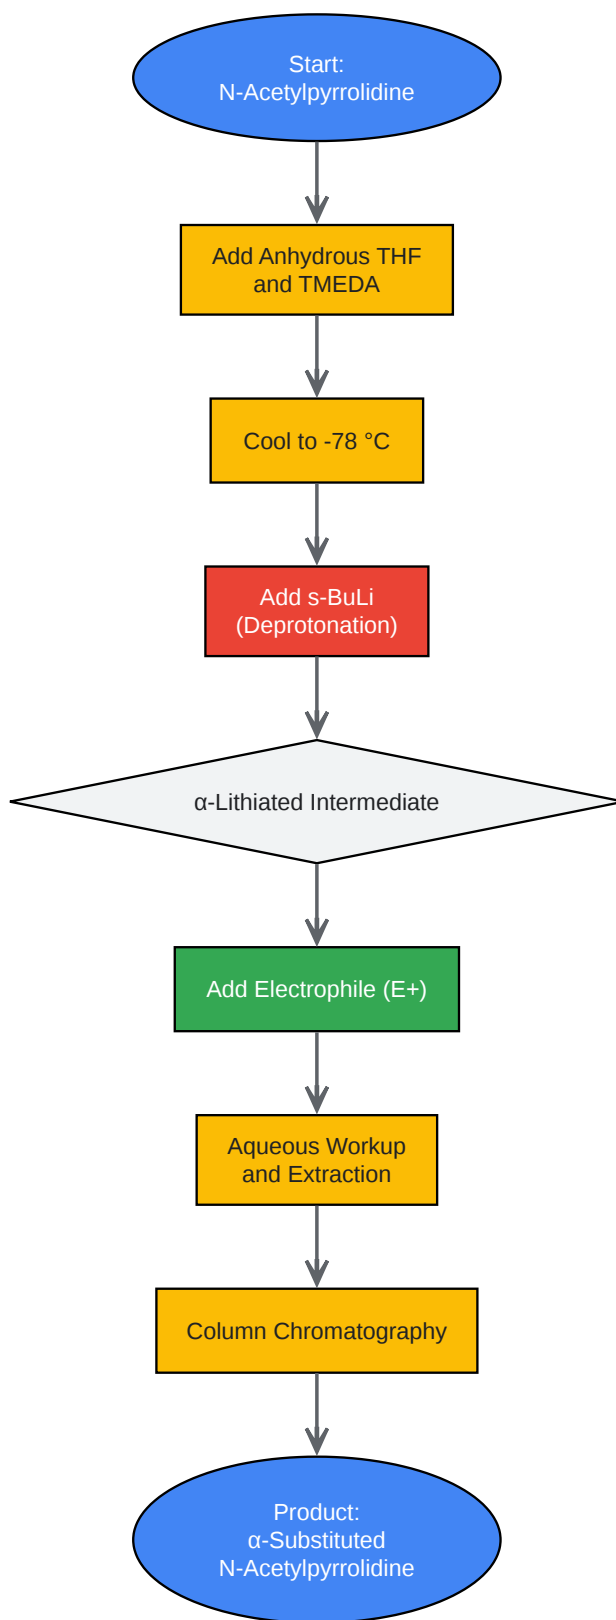 Start:
N-Acetylpyrrolidine
Add Anhydrous THF
and TMEDA
Cool to -78 °C
Add s-BuLi
(Deprotonation)
α-Lithiated Intermediate
Add Electrophile (E+)
Aqueous Workup
and Extraction
Column Chromatography
Product:
α-Substituted
N-Acetylpyrrolidine